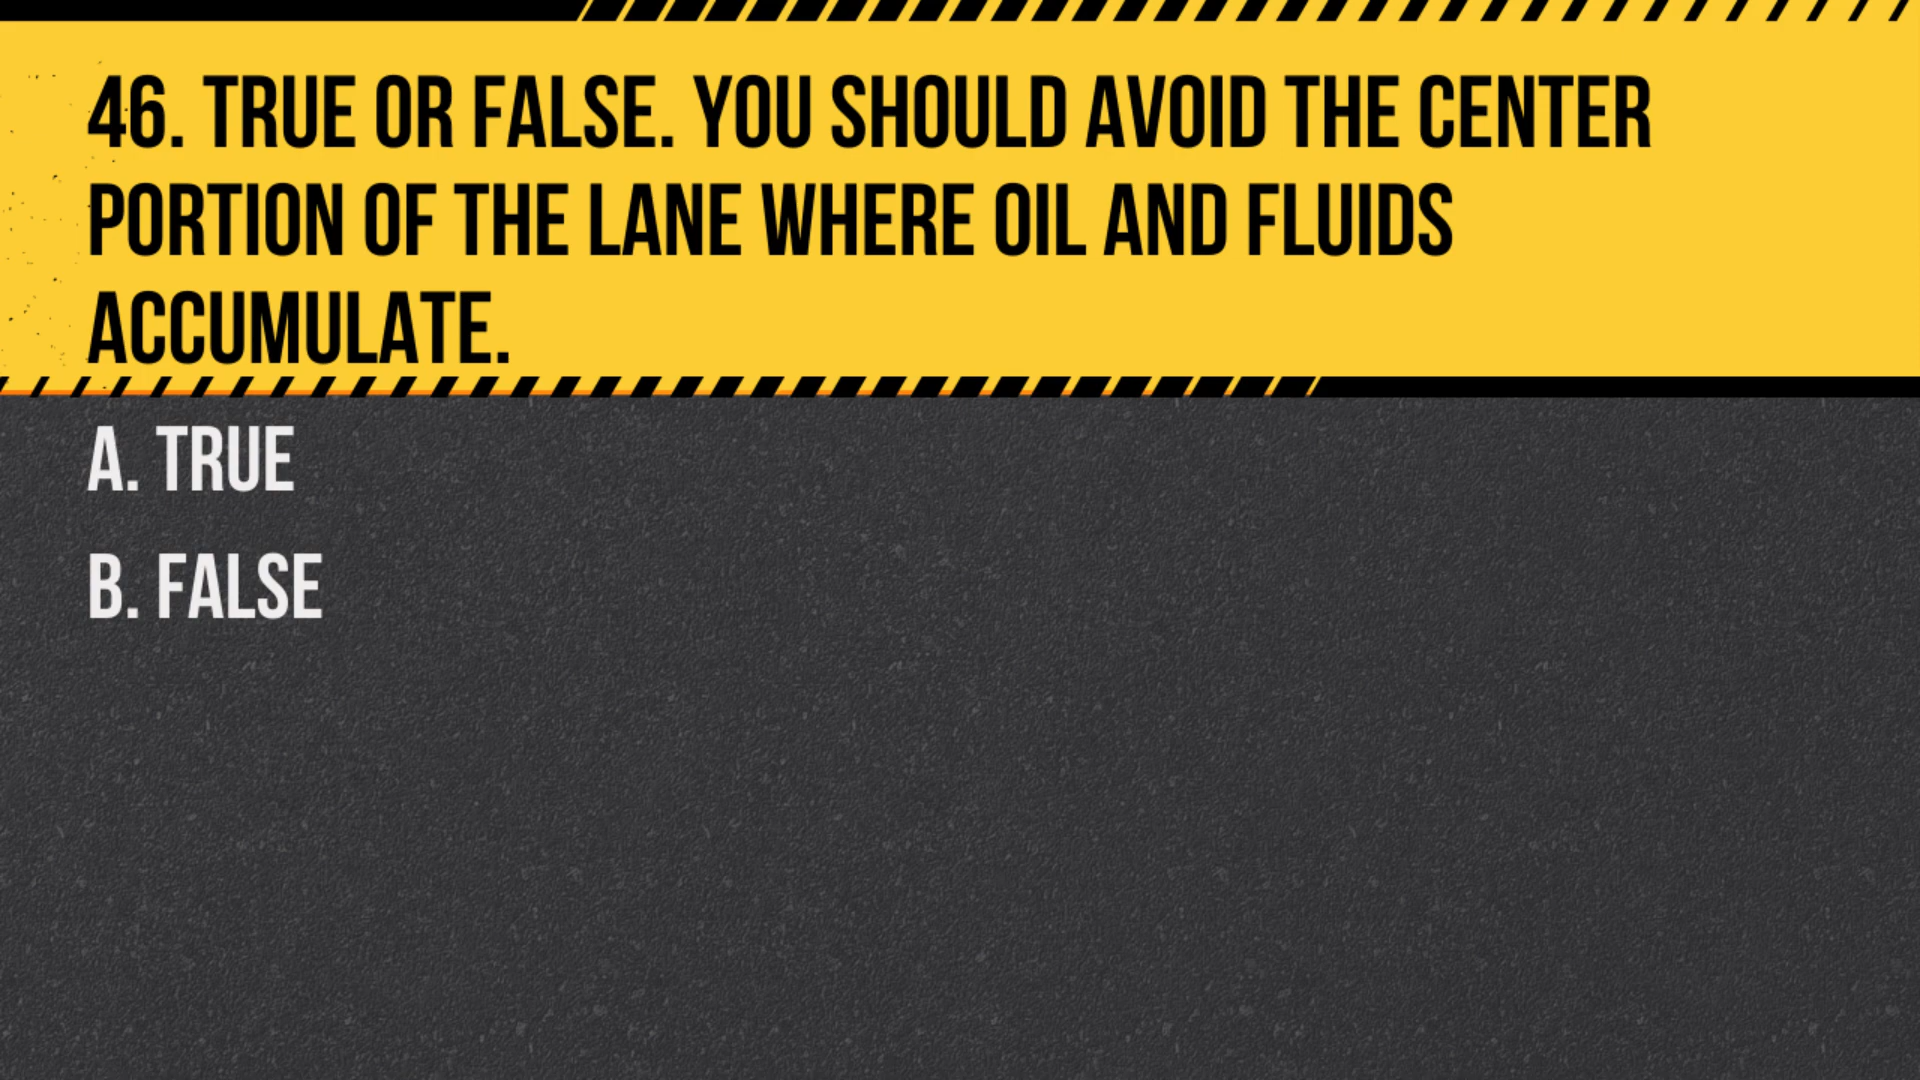 46. TRUE OR FALSE. YOU SHOULD AVOID THE CENTER
PORTION OF THE LANE WHERE OIL AND FLUIDS
ACCUMULATE.
A. TRUE
B. FALSE